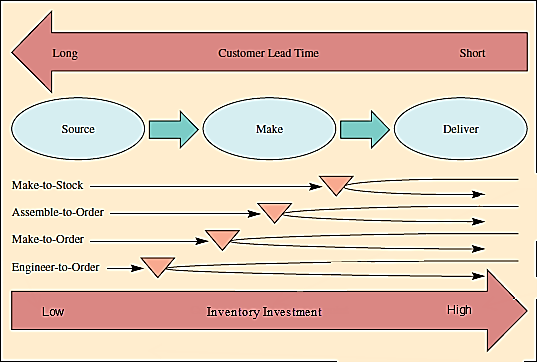 Long Customer Lead Time Short
Source Make Deliver
Make-to-Stock
Assemble-to-Order
Make-to-Order
Engineer-to-Order
Low Inventory Investment High